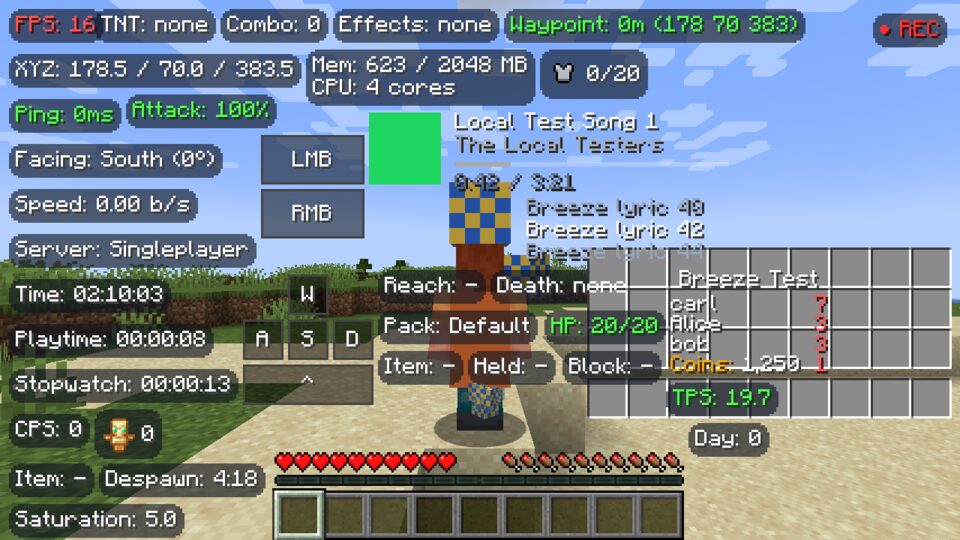 FPS: 16 TNT: none Combo: 0 Effects: none Waypoint: 0m (178 70 383) REC
XYZ: 178.5 / 70.0 / 383.5
Mem: 623 / 2048 MB
CPU: 4 cores
0/20
Ping: 0ms Attack: 100%
Local Test Song 1
The Local Testers
0:42 / 3:21
Facing: South (0°)
LMB
Speed: 0.00 b/s
RMB
Breeze lyric 40
Breeze lyric 42
Breeze lyric 44
Server: Singleplayer
Time: 02:10:03
W
Reach: - Death: none
Breeze Test
carl 7
Alice 3
bob 3
Coins: 1,250 1
Playtime: 00:00:08
A S D
Pack: Default HP: 20/20
Item: - Held: - Block: -
Stopwatch: 00:00:13
^
TPS: 19.7
CPS: 0
0
Day: 0
Item: - Despawn: 4:18
Saturation: 5.0